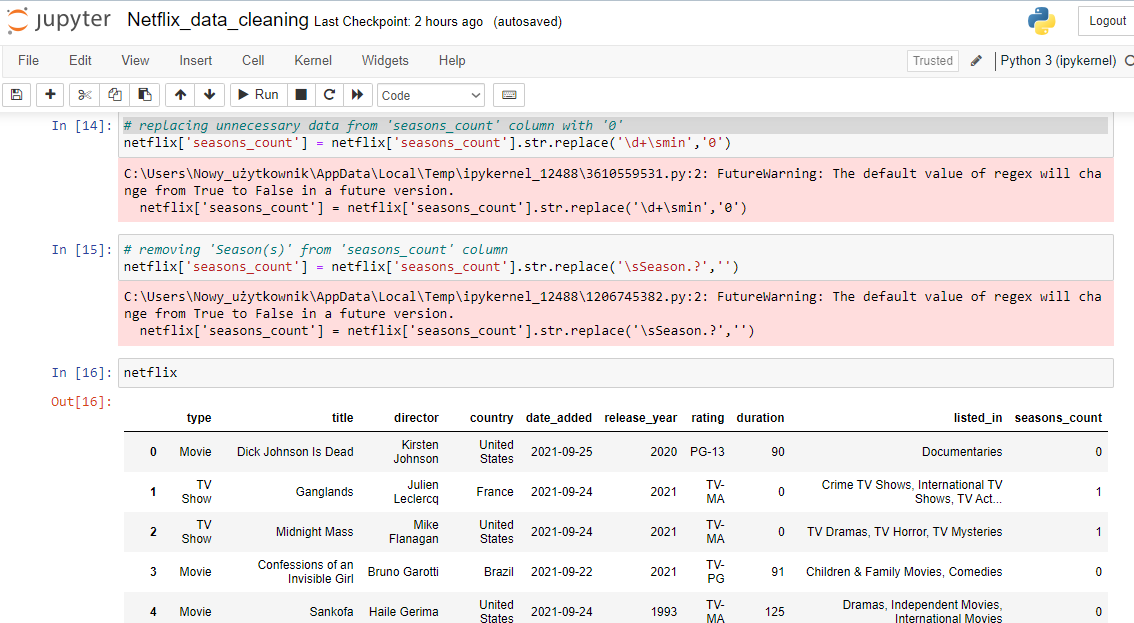 jupyter Netflix_data_cleaning Last Checkpoint: 2 hours ago (autosaved) Logout
File Edit View Insert Cell Kernel Widgets Help Trusted Python 3 (ipykernel)
Run Code
In [14]: # replacing unnecessary data from 'seasons_count' column with '0'
netflix['seasons_count'] = netflix['seasons_count'].str.replace('\d+\smin','0')
C:\Users\Nowy_użytkownik\AppData\Local\Temp\ipykernel_12488\3610559531.py:2: FutureWarning: The default value of regex will cha
nge from True to False in a future version.
netflix['seasons_count'] = netflix['seasons_count'].str.replace('\d+\smin','0')
In [15]: # removing 'Season(s)' from 'seasons_count' column
netflix['seasons_count'] = netflix['seasons_count'].str.replace('\sSeason.?','')
C:\Users\Nowy_użytkownik\AppData\Local\Temp\ipykernel_12488\1206745382.py:2: FutureWarning: The default value of regex will cha
nge from True to False in a future version.
netflix['seasons_count'] = netflix['seasons_count'].str.replace('\sSeason.?','')
In [16]: netflix
Out[16]:
type title director country date_added release_year rating duration listed_in seasons_count
0 Movie Dick Johnson Is Dead Kirsten Johnson United States 2021-09-25 2020 PG-13 90 Documentaries 0
1 TV Show Ganglands Julien Leclercq France 2021-09-24 2021 TV-MA 0 Crime TV Shows, International TV Shows, TV Act... 1
2 TV Show Midnight Mass Mike Flanagan United States 2021-09-24 2021 TV-MA 0 TV Dramas, TV Horror, TV Mysteries 1
3 Movie Confessions of an Invisible Girl Bruno Garotti Brazil 2021-09-22 2021 TV-PG 91 Children & Family Movies, Comedies 0
4 Movie Sankofa Haile Gerima United States 2021-09-24 1993 TV-MA 125 Dramas, Independent Movies, International Movies 0